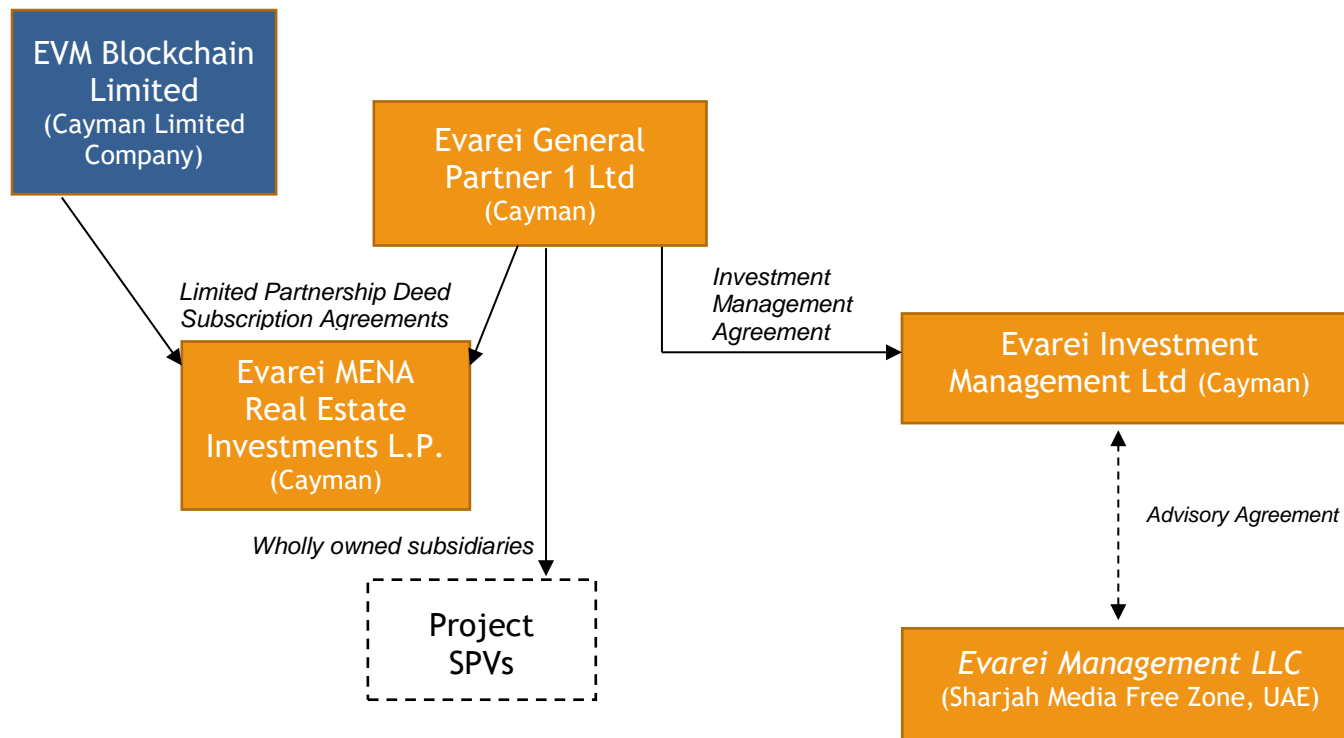 EVM Blockchain
Limited
(Cayman Limited
Company)
Evarei General
Partner 1 Ltd
(Cayman)
Limited Partnership Deed
Subscription Agreements
Investment
Management
Agreement
Evarei MENA
Real Estate
Investments L.P.
(Cayman)
Evarei Investment
Management Ltd (Cayman)
Wholly owned subsidiaries
Advisory Agreement
Project
SPVs
Evarei Management LLC
(Sharjah Media Free Zone, UAE)